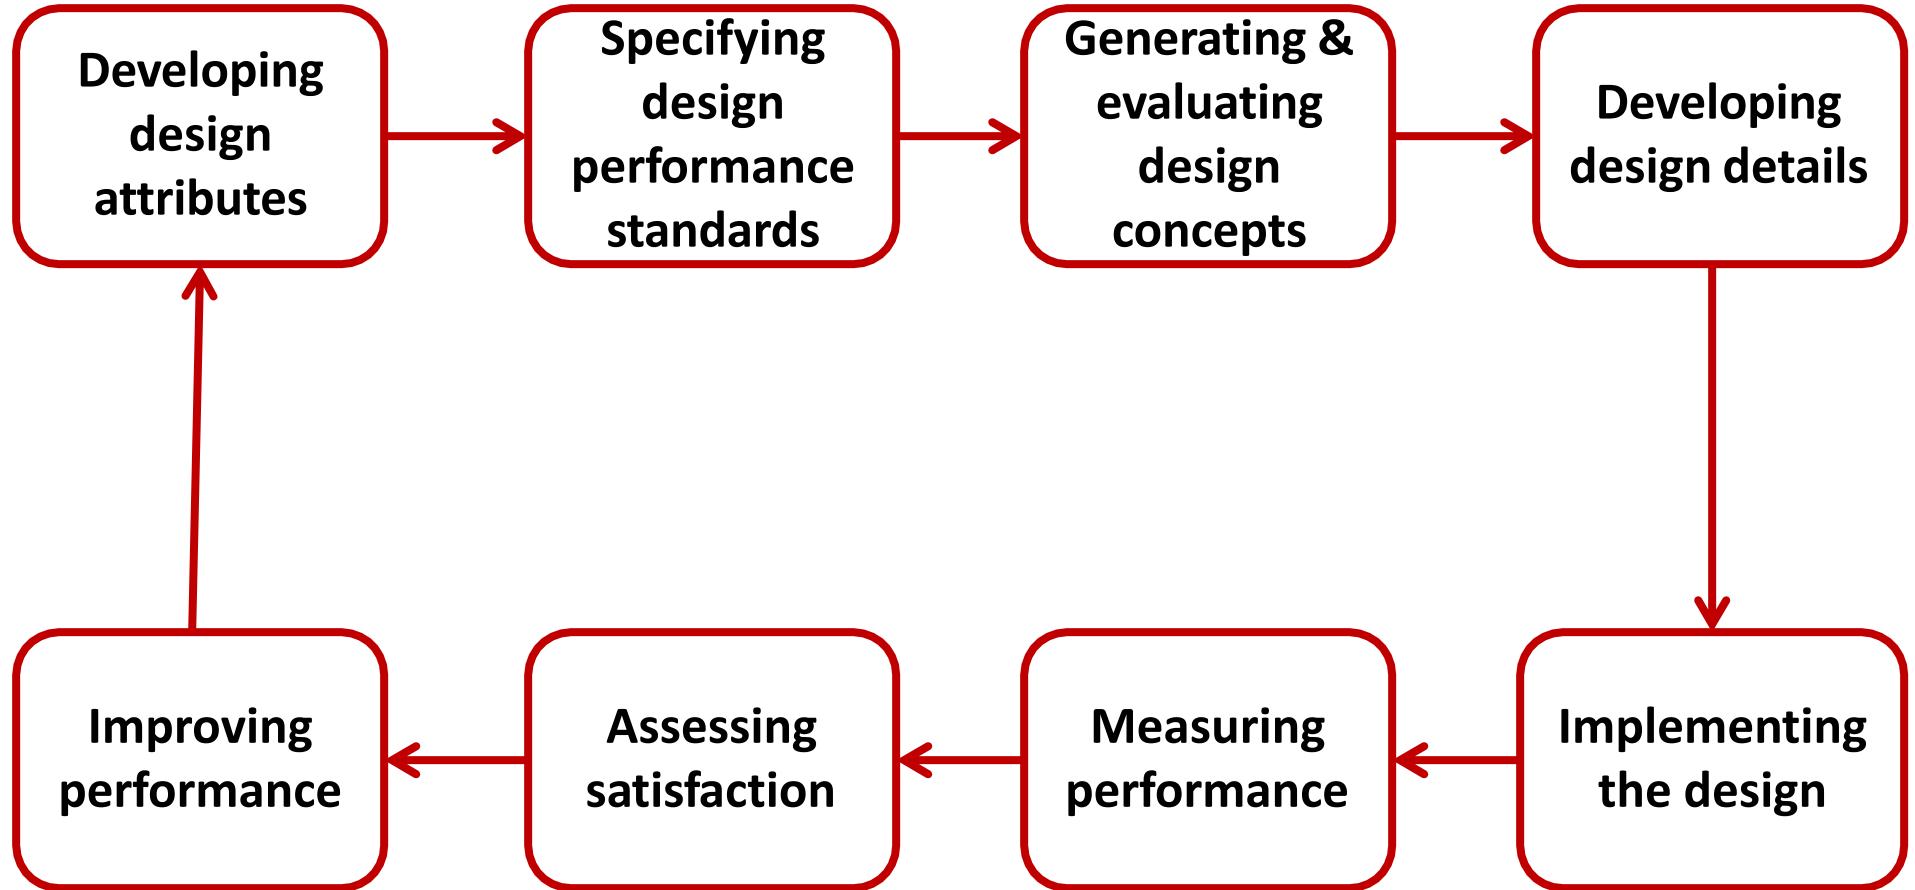 Developing
design
attributes
Specifying
design
performance
standards
Generating &
evaluating
design
concepts
Developing
design details
Improving
performance
Assessing
satisfaction
Measuring
performance
Implementing
the design